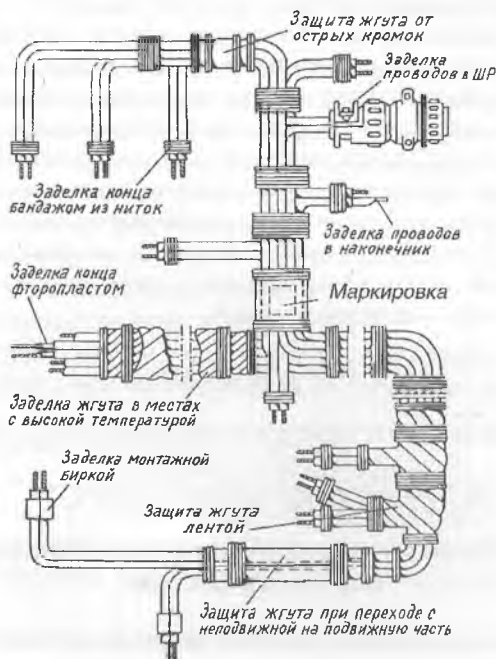 Защита жгута от
острых кромок
Заделка
проводов в ШР
Заделка конца
бандажом из ниток
Заделка проводов
в наконечник
Заделка конца
фторопластом
Маркировка
Заделка жгута в местах
с высокой температурой
Заделка монтажной
биркой
Защита жгута
лентой
Защита жгута при переходе с
неподвижной на подвижную часть